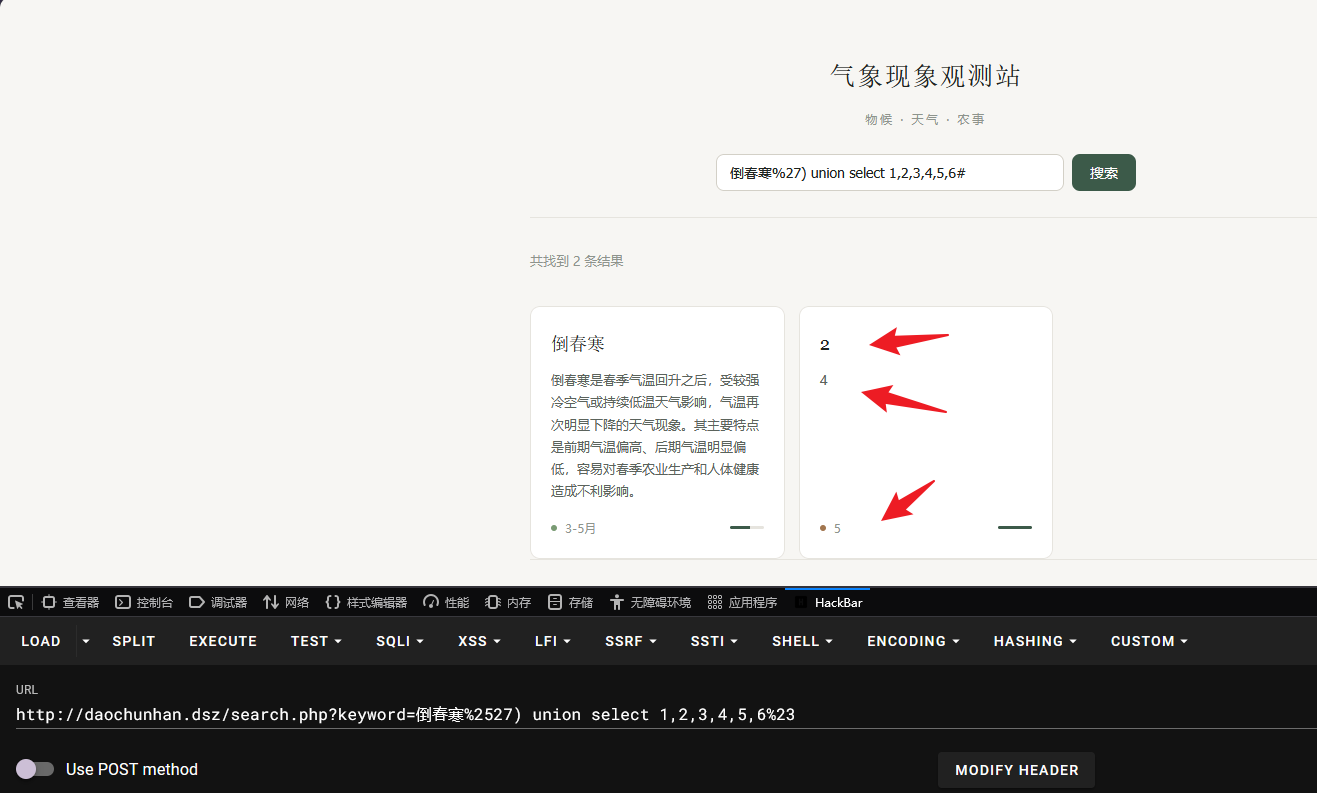 气象现象观测站
物候 · 天气 · 农事
倒春寒%27) union select 1,2,3,4,5,6#
搜索
共找到 2 条结果
倒春寒
倒春寒是春季气温回升之后，受较强
冷空气或持续低温天气影响，气温再
次明显下降的天气现象。其主要特点
是前期气温偏高、后期气温明显偏
低，容易对春季农业生产和人体健康
造成不利影响。
3-5月
2
4
5
查看器 控制台 调试器 网络 样式编辑器 性能 内存 存储 无障碍环境 应用程序 HackBar
LOAD SPLIT EXECUTE TEST SQLI XSS LFI SSRF SSTI SHELL ENCODING HASHING CUSTOM
URL
http://daochunhan.dsz/search.php?keyword=倒春寒%2527) union select 1,2,3,4,5,6%23
Use POST method
MODIFY HEADER